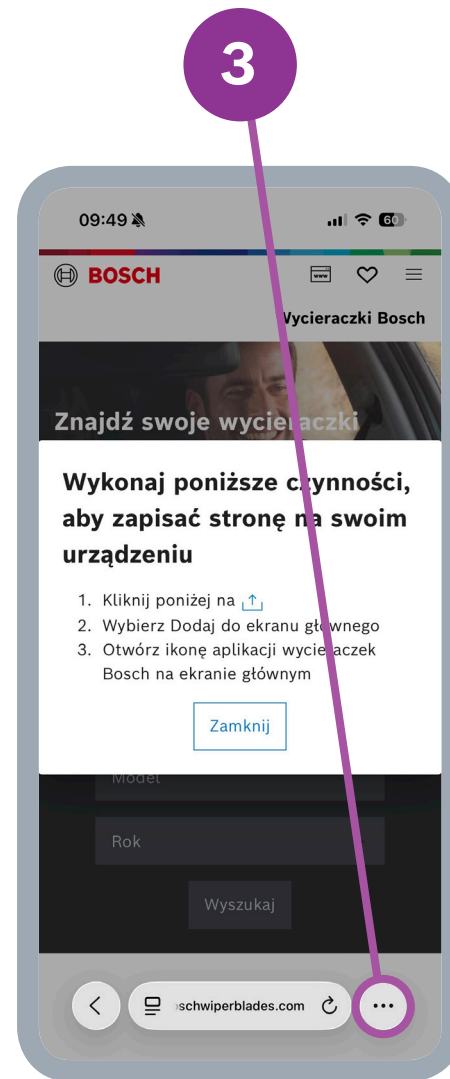 3
09:49
60
BOSCH
www
Wycieraczki Bosch
Znajdź swoje wycieraczki
Wykonaj poniższe czynności,
aby zapisać stronę na swoim
urządzeniu
1. Kliknij poniżej na
2. Wybierz Dodaj do ekranu głównego
3. Otwórz ikonę aplikacji wycieraczek
Bosch na ekranie głównym
Zamknij
Model
Rok
Wyszukaj
schwiperblades.com